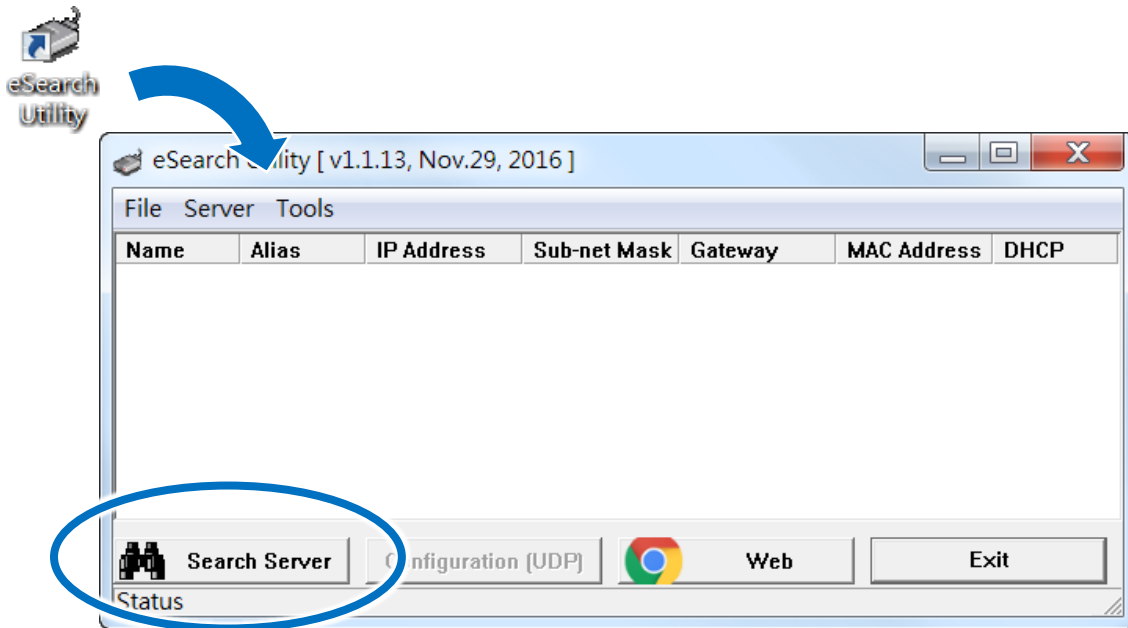 eSearch
Utility
eSearch Utility [ v1.1.13, Nov.29, 2016 ]
File Server Tools
Name Alias IP Address Sub-net Mask Gateway MAC Address DHCP
Search Server Configuration (UDP) Web Exit
Status